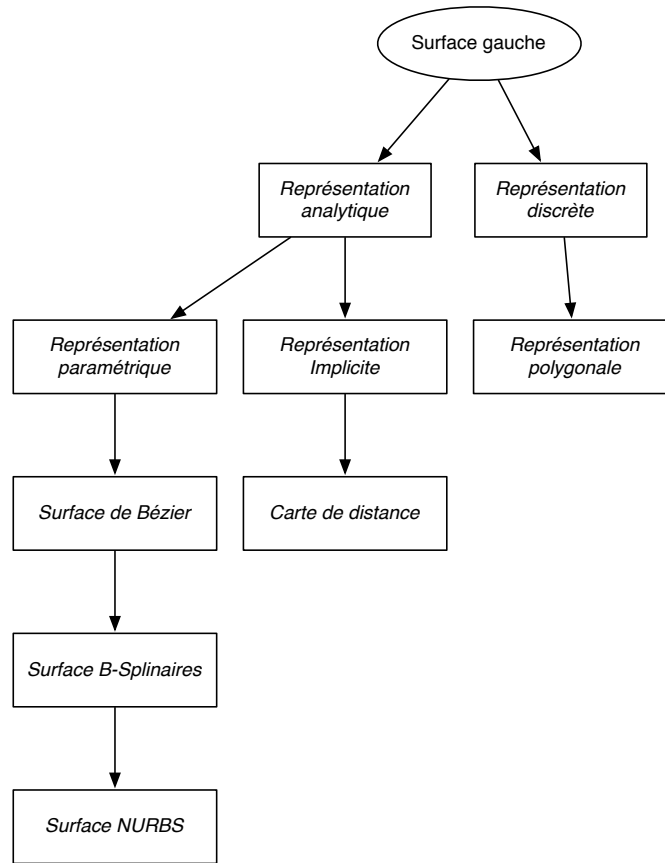 Surface gauche
Représentation
analytique
Représentation
discrète
Représentation
paramétrique
Représentation
Implicite
Représentation
polygonale
Surface de Bézier
Carte de distance
Surface B-Splinaires
Surface NURBS